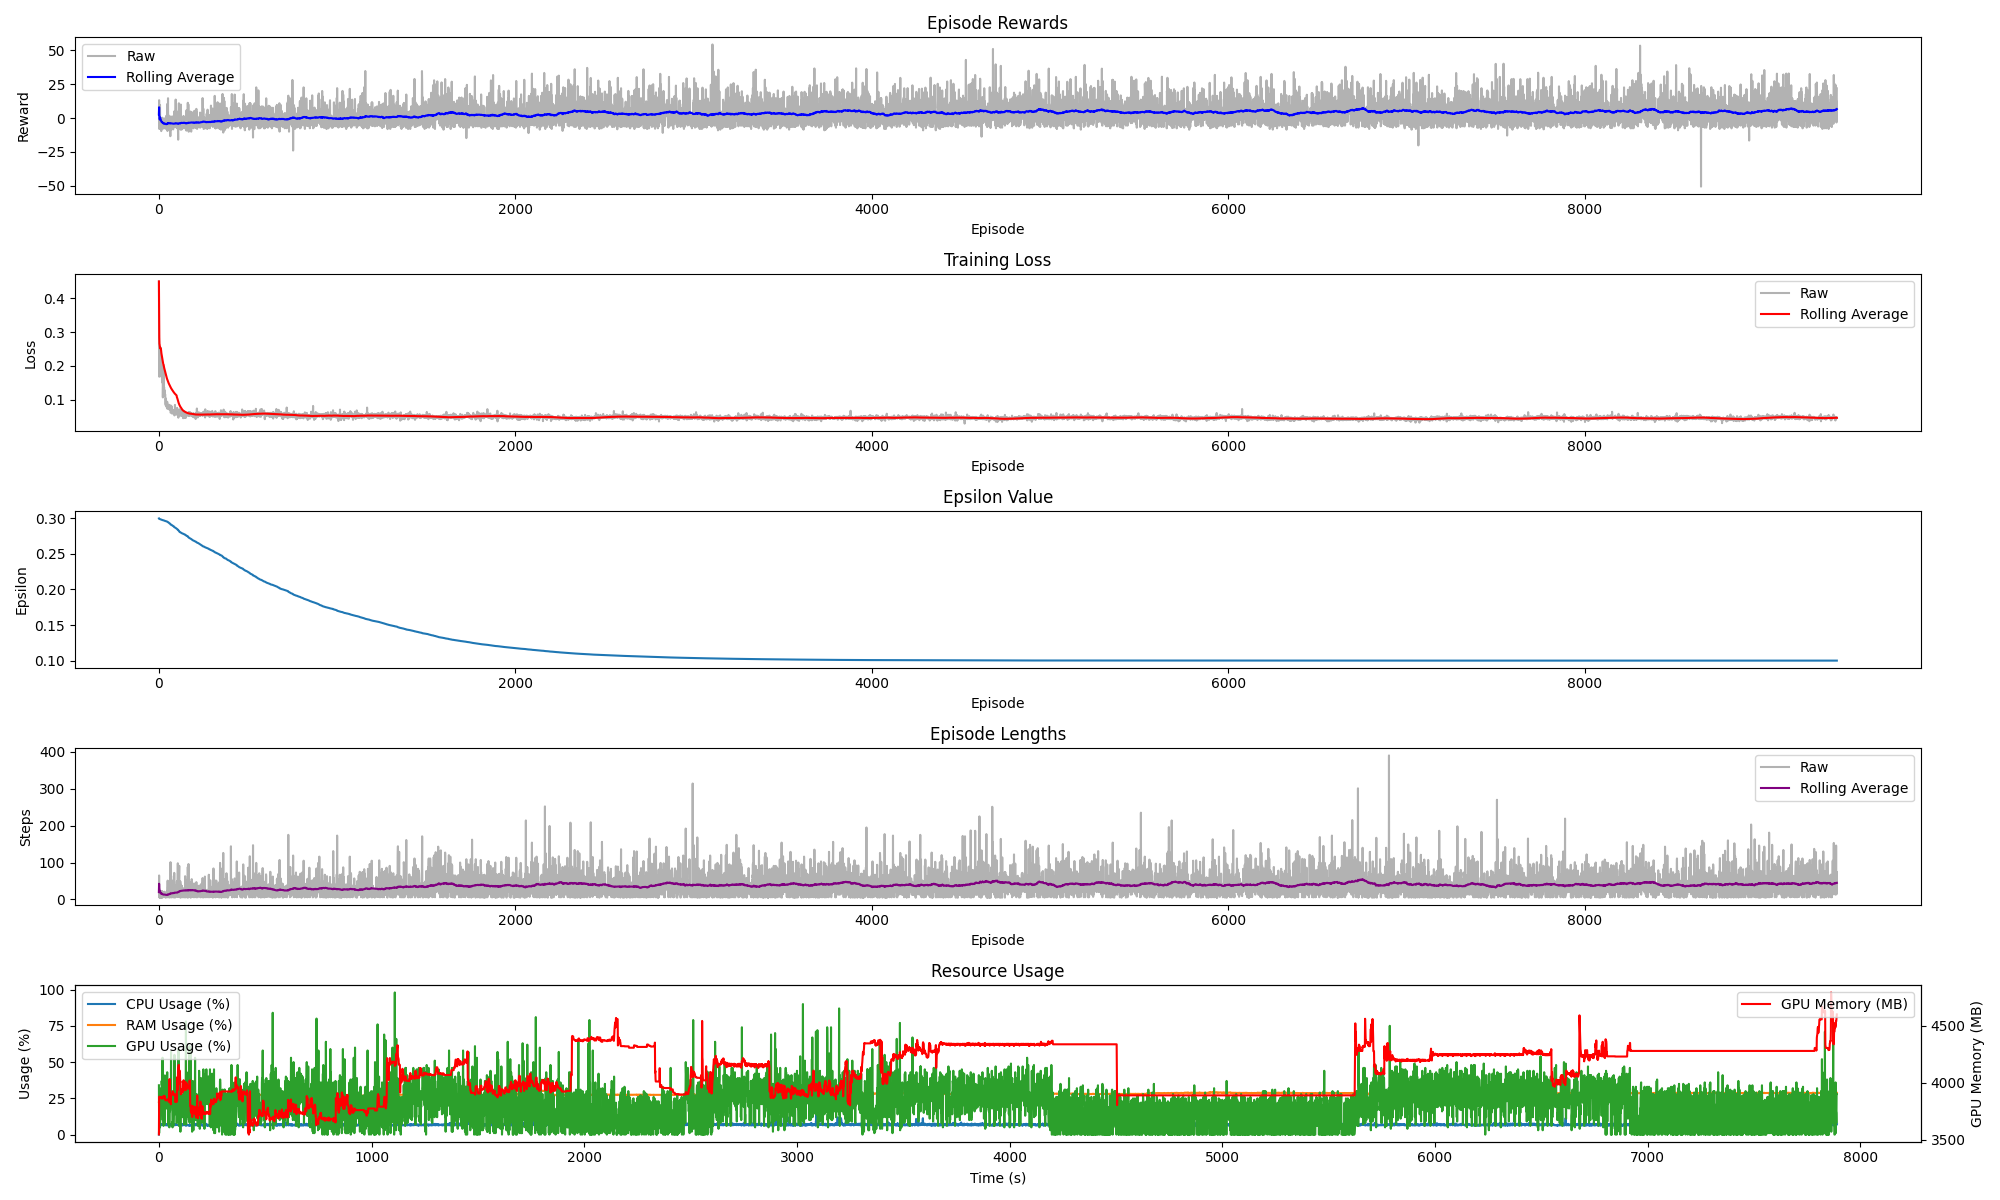 Episode Rewards
Raw
Rolling Average
50
25
0
−25
−50
Reward
0 2000 4000 6000 8000
Episode
Training Loss
Raw
Rolling Average
0.4
0.3
0.2
0.1
Loss
0 2000 4000 6000 8000
Episode
Epsilon Value
0.30
0.25
0.20
0.15
0.10
Epsilon
0 2000 4000 6000 8000
Episode
Episode Lengths
Raw
Rolling Average
400
300
200
100
0
Steps
0 2000 4000 6000 8000
Episode
Resource Usage
CPU Usage (%)
RAM Usage (%)
GPU Usage (%)
GPU Memory (MB)
100
75
50
25
0
Usage (%)
4500
4000
3500
GPU Memory (MB)
0 1000 2000 3000 4000 5000 6000 7000 8000
Time (s)